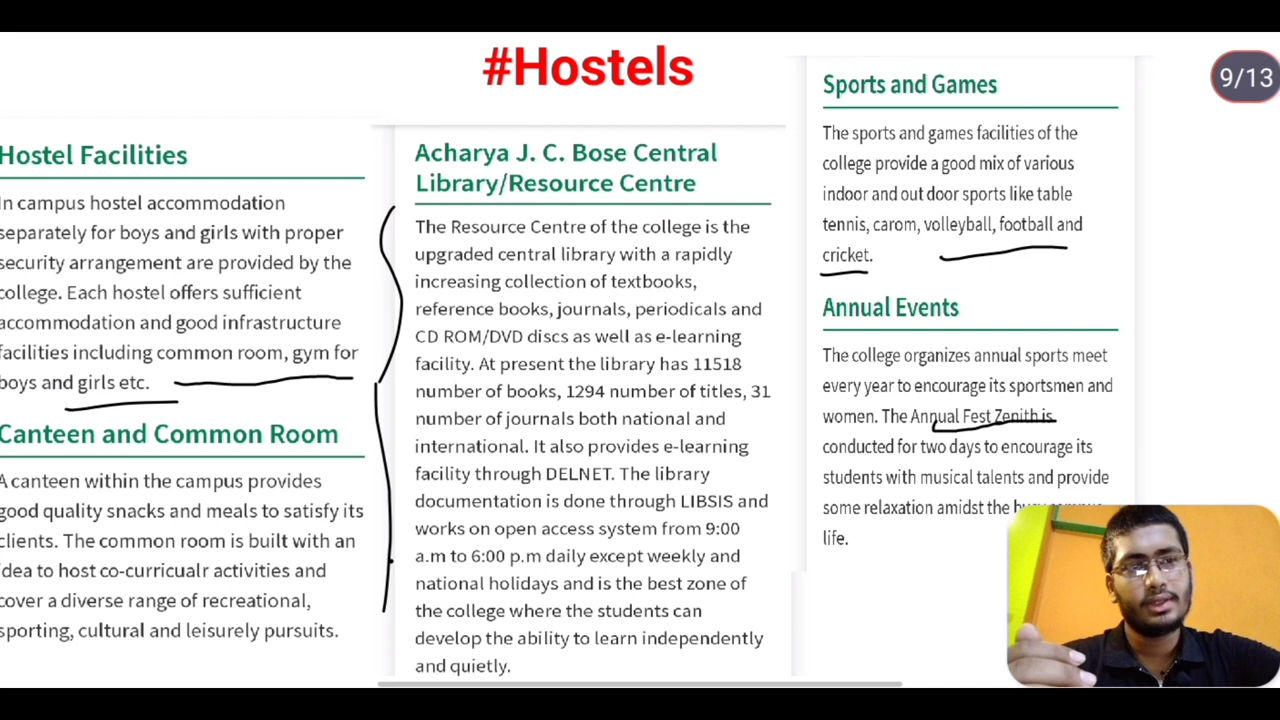 #Hostels
9/13
Hostel Facilities
In campus hostel accommodation
separately for boys and girls with proper
security arrangement are provided by the
college. Each hostel offers sufficient
accommodation and good infrastructure
facilities including common room, gym for
boys and girls etc.
Canteen and Common Room
A canteen within the campus provides
good quality snacks and meals to satisfy its
clients. The common room is built with an
idea to host co-curricualr activities and
cover a diverse range of recreational,
sporting, cultural and leisurely pursuits.
Acharya J. C. Bose Central
Library/Resource Centre
The Resource Centre of the college is the
upgraded central library with a rapidly
increasing collection of textbooks,
reference books, journals, periodicals and
CD ROM/DVD discs as well as e-learning
facility. At present the library has 11518
number of books, 1294 number of titles, 31
number of journals both national and
international. It also provides e-learning
facility through DELNET. The library
documentation is done through LIBSIS and
works on open access system from 9:00
a.m to 6:00 p.m daily except weekly and
national holidays and is the best zone of
the college where the students can
develop the ability to learn independently
and quietly.
Sports and Games
The sports and games facilities of the
college provide a good mix of various
indoor and out door sports like table
tennis, carom, volleyball, football and
cricket.
Annual Events
The college organizes annual sports meet
every year to encourage its sportsmen and
women. The Annual Fest Zenith is
conducted for two days to encourage its
students with musical talents and provide
some relaxation amidst the
life.